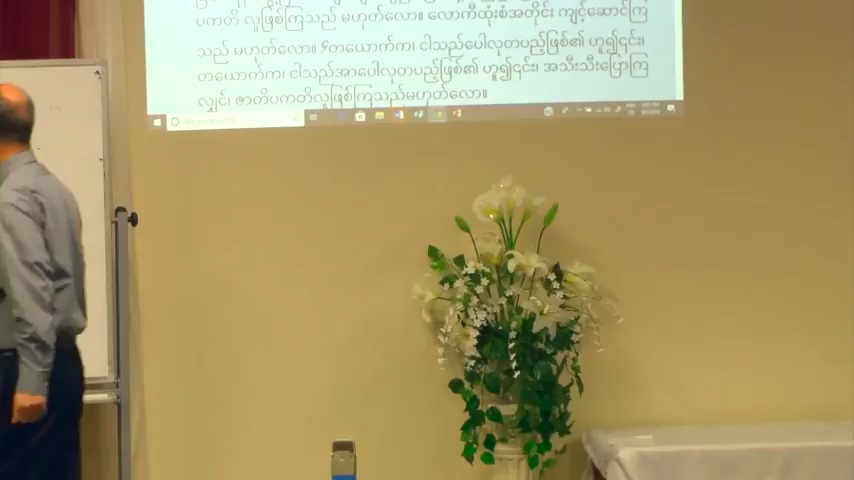 ပကတိ လူဖြစ်ကြသည် မဟုတ်လော။ လောကီထုံးစံအတိုင်း ကျင့်ဆောင်ကြ
သည် မဟုတ်လော။ ၄တယောက်က၊ ငါသည်ပေါလုတပည့်ဖြစ်၏ ဟူ၍၎င်း၊
တယောက်က၊ ငါသည်အာပေါလုတပည့်ဖြစ်၏ ဟူ၍၎င်း၊ အသီးသီးပြောကြ
လျှင်၊ ဇာတိပကတိလူဖြစ်ကြသည်မဟုတ်လော။